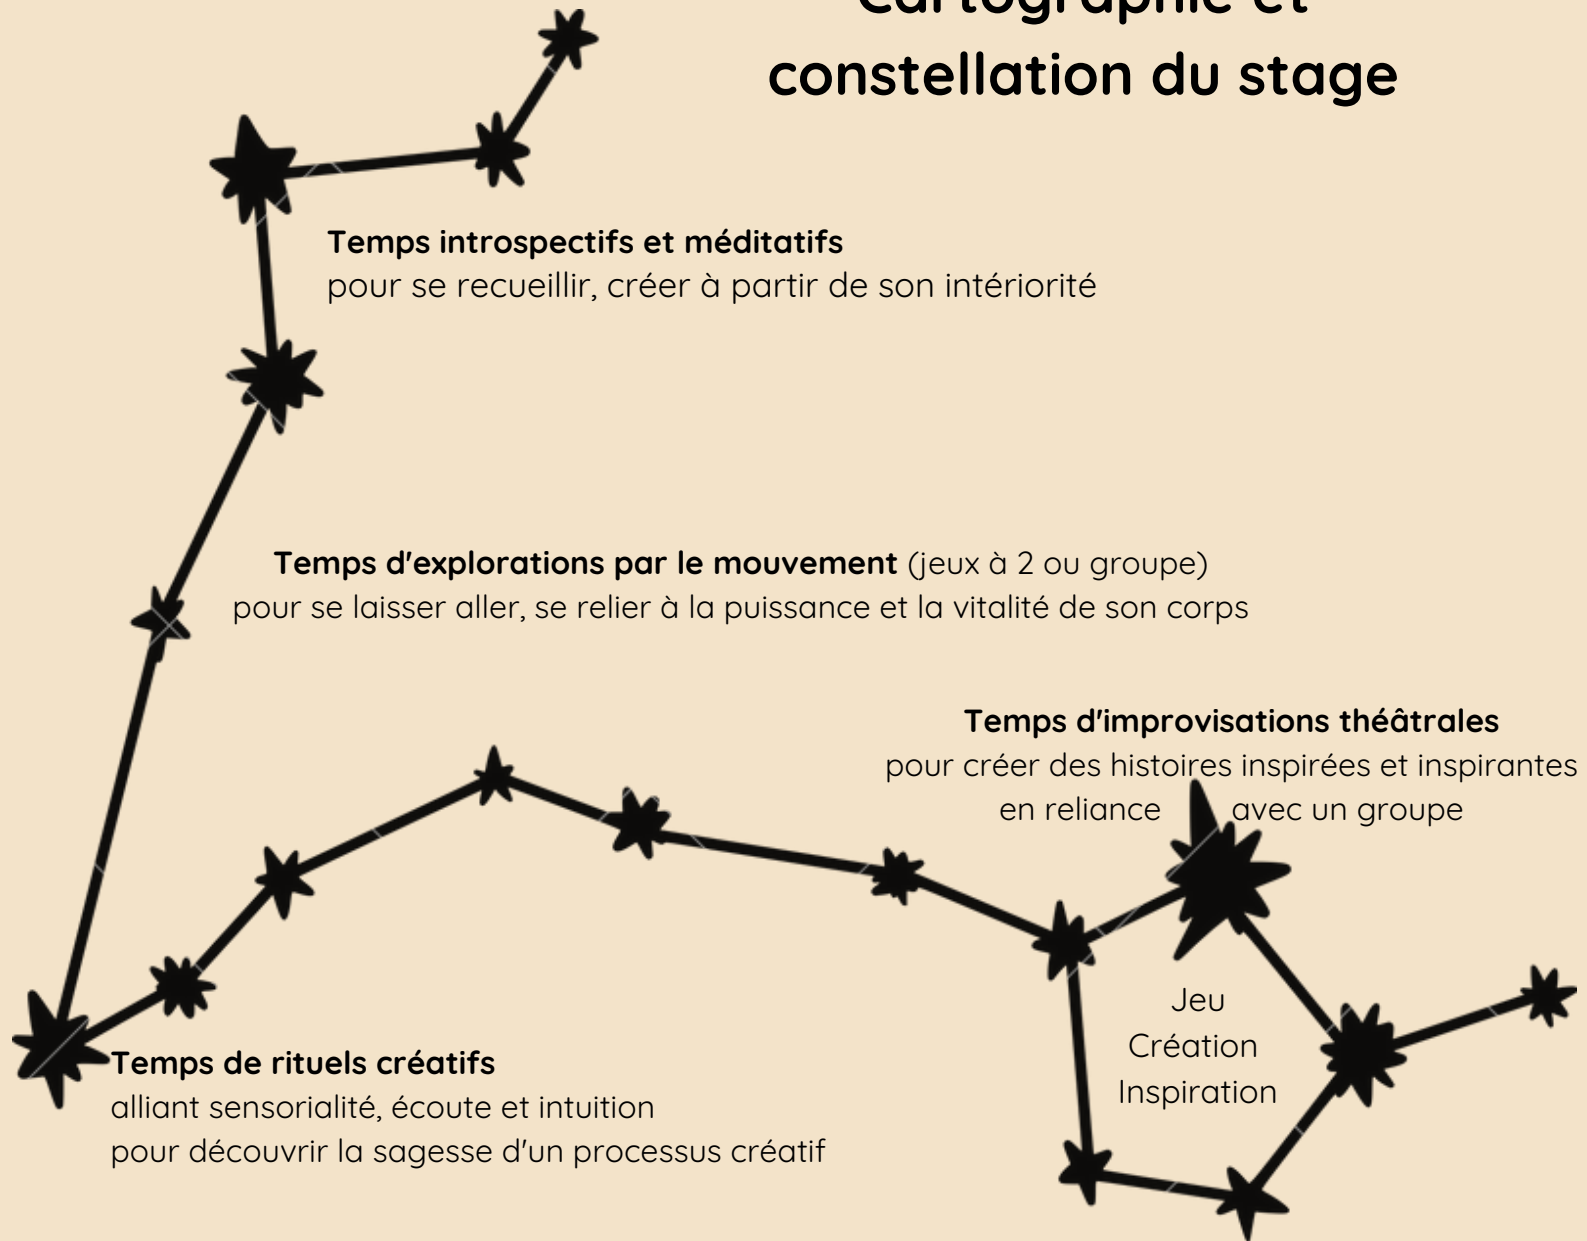 Cartographie et
constellation du stage
Temps introspectifs et méditatifs
pour se recueillir, créer à partir de son intériorité
Temps d'explorations par le mouvement (jeux à 2 ou groupe)
pour se laisser aller, se relier à la puissance et la vitalité de son corps
Temps d'improvisations théâtrales
pour créer des histoires inspirées et inspirantes
en reliance avec un groupe
Jeu
Création
Inspiration
Temps de rituels créatifs
alliant sensorialité, écoute et intuition
pour découvrir la sagesse d'un processus créatif